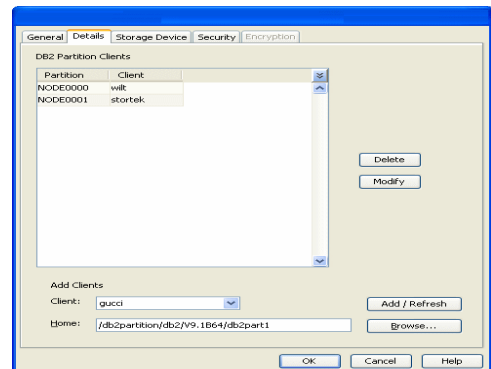 General Details Storage Device Security Encryption
DB2 Partition Clients
Partition Client
NODE0000 wilt
NODE0001 stortek
Delete
Modify
Add Clients
Client: gucci Add / Refresh
Home: /db2partition/db2/V9.1B64/db2part1 Browse...
OK Cancel Help